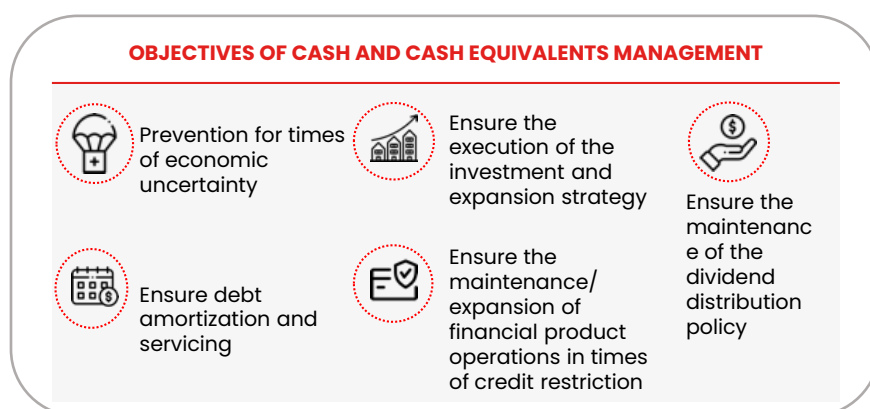 OBJECTIVES OF CASH AND CASH EQUIVALENTS MANAGEMENT
Prevention for times
of economic
uncertainty
Ensure the
execution of the
investment and
expansion strategy
Ensure the
maintenanc
e of the
dividend
distribution
policy
Ensure debt
amortization and
servicing
Ensure the
maintenance/
expansion of
financial product
operations in times
of credit restriction